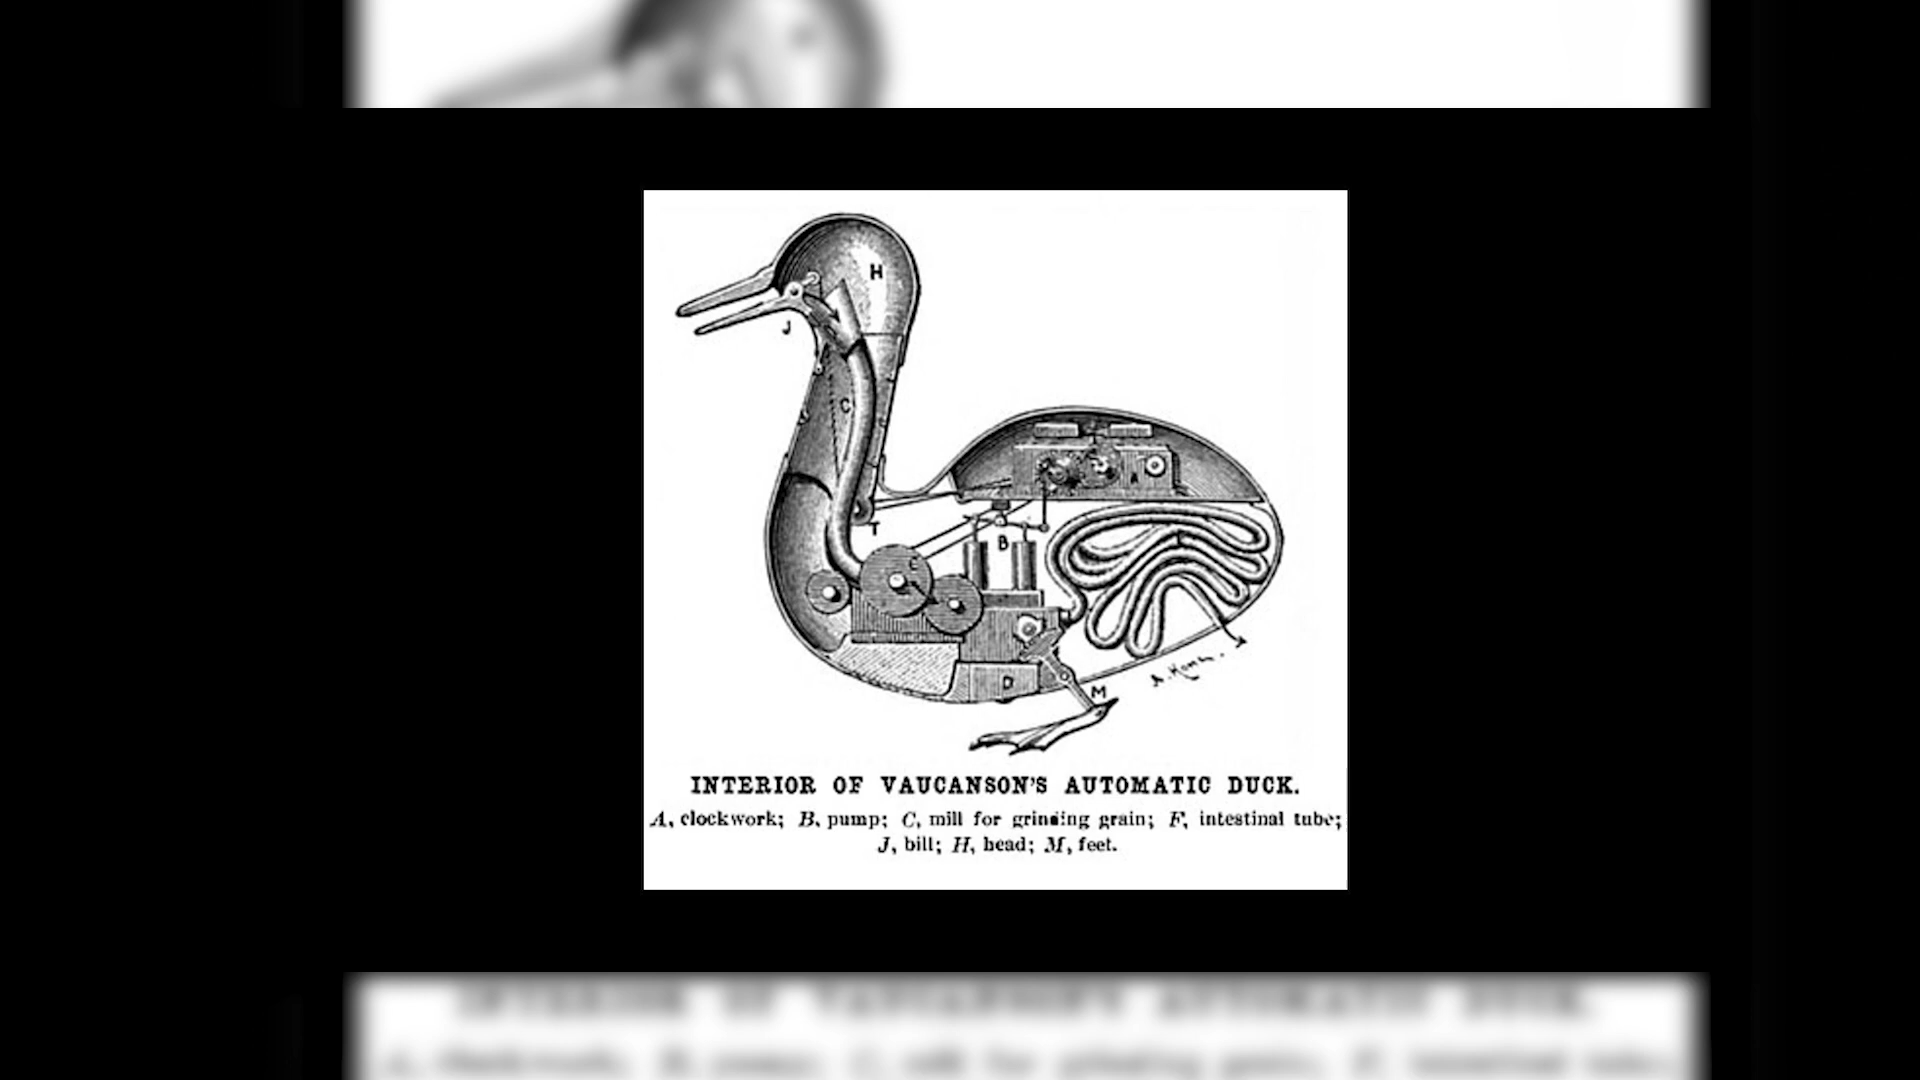 H
J
C
A
T
B
C
D
M
INTERIOR OF VAUCANSON'S AUTOMATIC DUCK.
A, clockwork; B, pump; C, mill for grinding grain; F, intestinal tube;
J, bill; H, head; M, feet.